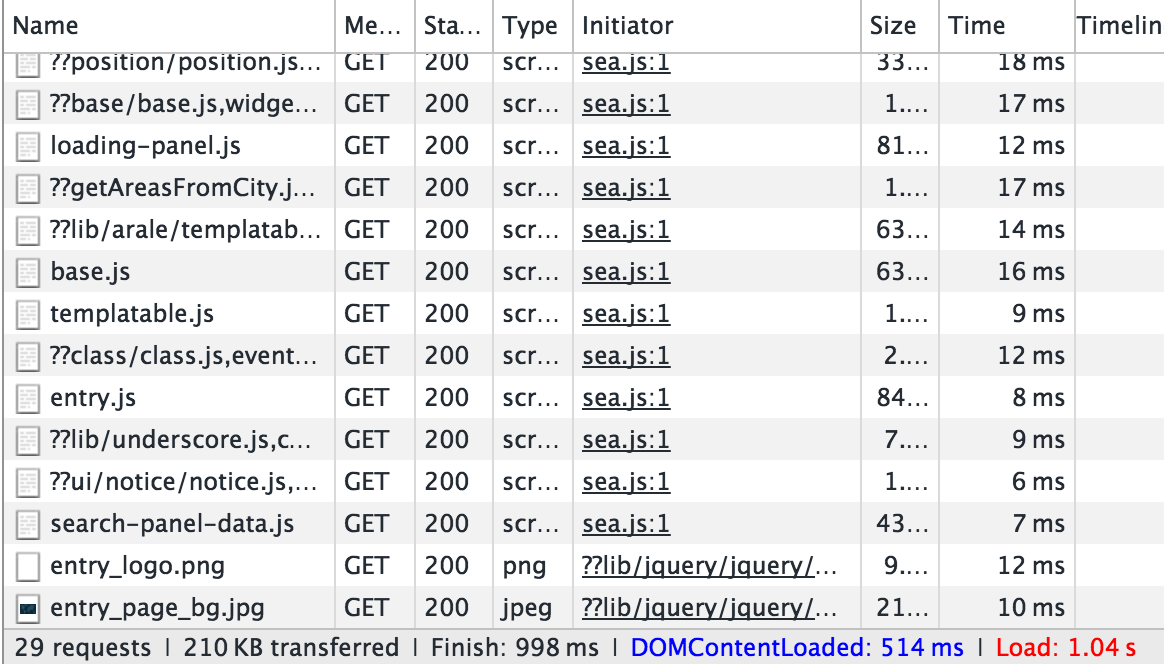 Name Me... Sta... Type Initiator Size Time Timelin
??position/position.js... GET 200 scr... sea.js:1 33... 18 ms
??base/base.js,widge... GET 200 scr... sea.js:1 1.... 17 ms
loading-panel.js GET 200 scr... sea.js:1 81... 12 ms
??getAreasFromCity.j... GET 200 scr... sea.js:1 1.... 17 ms
??lib/arale/templatab... GET 200 scr... sea.js:1 63... 14 ms
base.js GET 200 scr... sea.js:1 63... 16 ms
templatable.js GET 200 scr... sea.js:1 1.... 9 ms
??class/class.js,event... GET 200 scr... sea.js:1 2.... 12 ms
entry.js GET 200 scr... sea.js:1 84... 8 ms
??lib/underscore.js,c... GET 200 scr... sea.js:1 7.... 9 ms
??ui/notice/notice.js,... GET 200 scr... sea.js:1 1.... 6 ms
search-panel-data.js GET 200 scr... sea.js:1 43... 7 ms
entry_logo.png GET 200 png ??lib/jquery/jquery/... 9.... 12 ms
entry_page_bg.jpg GET 200 jpeg ??lib/jquery/jquery/... 21... 10 ms
29 requests | 210 KB transferred | Finish: 998 ms | DOMContentLoaded: 514 ms | Load: 1.04 s